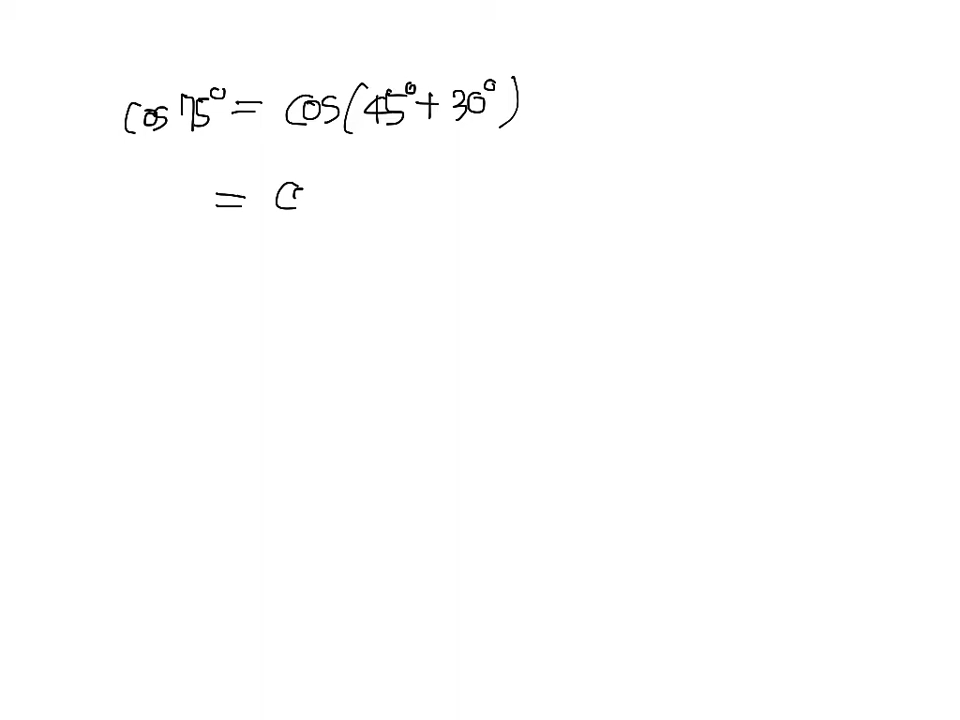 cos 75° = cos(45° + 30°)
= c